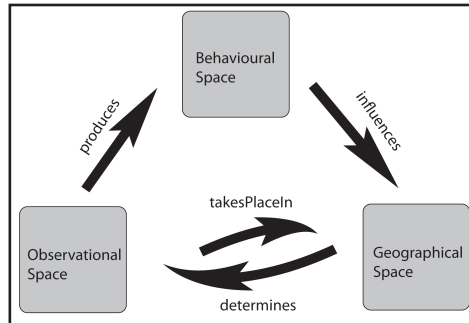 Behavioural
Space
produces
influences
takesPlaceIn
Observational
Space
Geographical
Space
determines